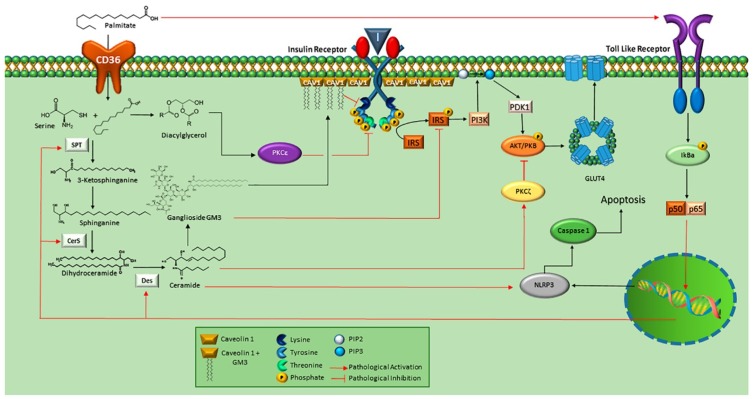 Palmitate
OH
O
CD36
Insulin Receptor
I
Toll Like Receptor
CAV1 CAV1 CAV1 CAV1 CAV1 CAV1
Serine
Diacylglycerol
SPT
3-Ketosphinganine
Sphinganine
CerS
Dihydroceramide
Des
Ceramide
Ganglioside GM3
PKCε
IRS
IRS
P
PI3K
PDK1
AKT/PKB
P
PKCζ
GLUT4
IkBa
P
p50 p65
Apoptosis
Caspase 1
NLRP3
Caveolin 1
Caveolin 1 +
GM3
Lysine
Tyrosine
Threonine
P Phosphate
PIP2
PIP3
Pathological Activation
Pathological Inhibition